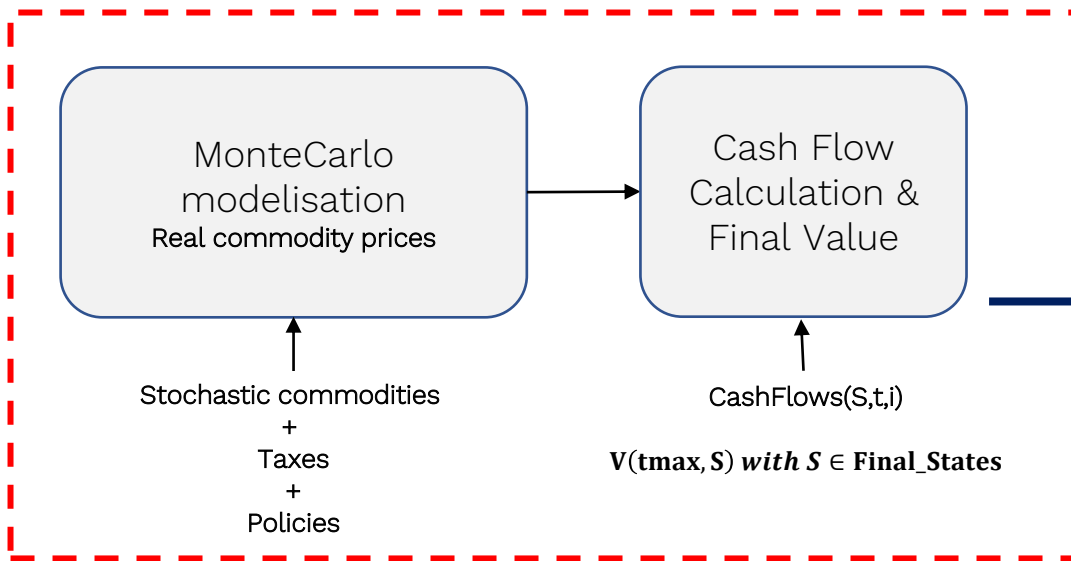 MonteCarlo
modelisation
Real commodity prices
Cash Flow
Calculation &
Final Value
Stochastic commodities
+
Taxes
+
Policies
CashFlows(S,t,i)
V(tmax, S) with S ∈ Final_States